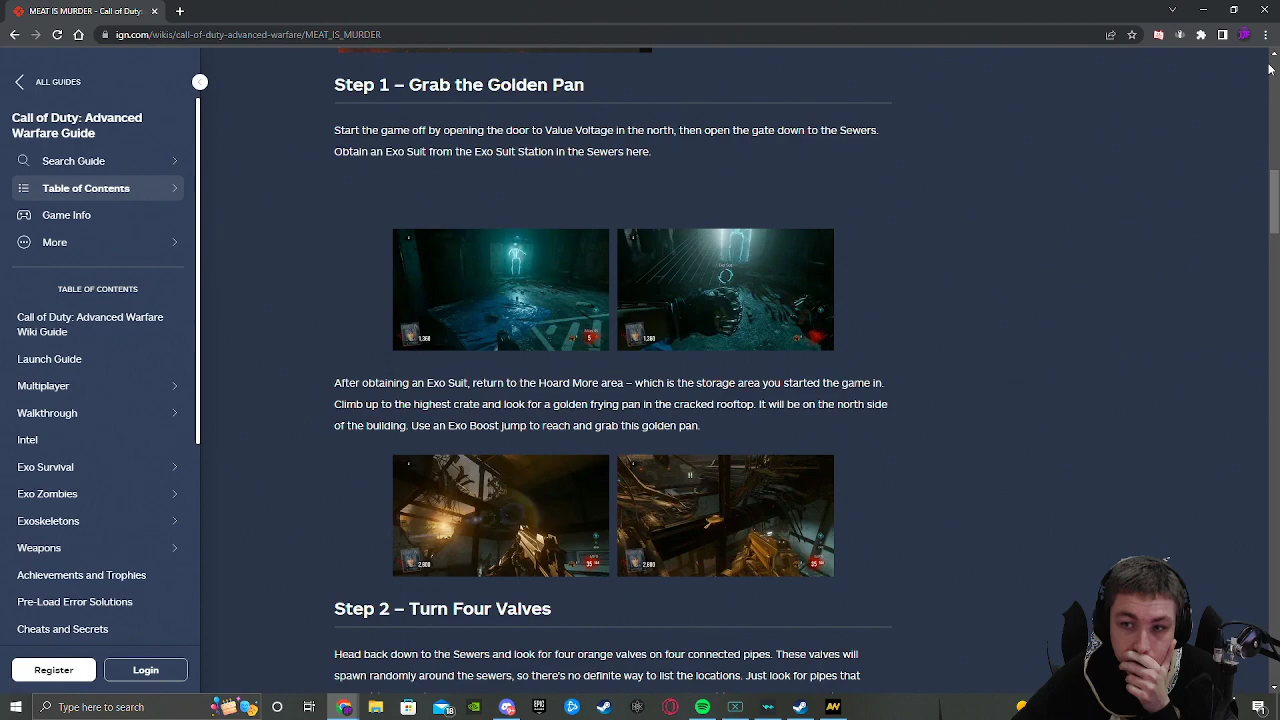 MEAT IS MURDER - Call of Duty:
ign.com/wikis/call-of-duty-advanced-warfare/MEAT_IS_MURDER
ALL GUIDES
Call of Duty: Advanced
Warfare Guide
Search Guide
Table of Contents
Game Info
More
TABLE OF CONTENTS
Call of Duty: Advanced Warfare
Wiki Guide
Launch Guide
Multiplayer
Walkthrough
Intel
Exo Survival
Exo Zombies
Exoskeletons
Weapons
Achievements and Trophies
Pre-Load Error Solutions
Cheats and Secrets
Register
Login
Step 1 – Grab the Golden Pan
Start the game off by opening the door to Value Voltage in the north, then open the gate down to the Sewers.
Obtain an Exo Suit from the Exo Suit Station in the Sewers here.
1,360
5
Exo Suit
1,360
After obtaining an Exo Suit, return to the Hoard More area – which is the storage area you started the game in.
Climb up to the highest crate and look for a golden frying pan in the cracked rooftop. It will be on the north side
of the building. Use an Exo Boost jump to reach and grab this golden pan.
35
35
Step 2 – Turn Four Valves
Head back down to the Sewers and look for four orange valves on four connected pipes. These valves will
spawn randomly around the sewers, so there's no definite way to list the locations. Just look for pipes that
Type here to search